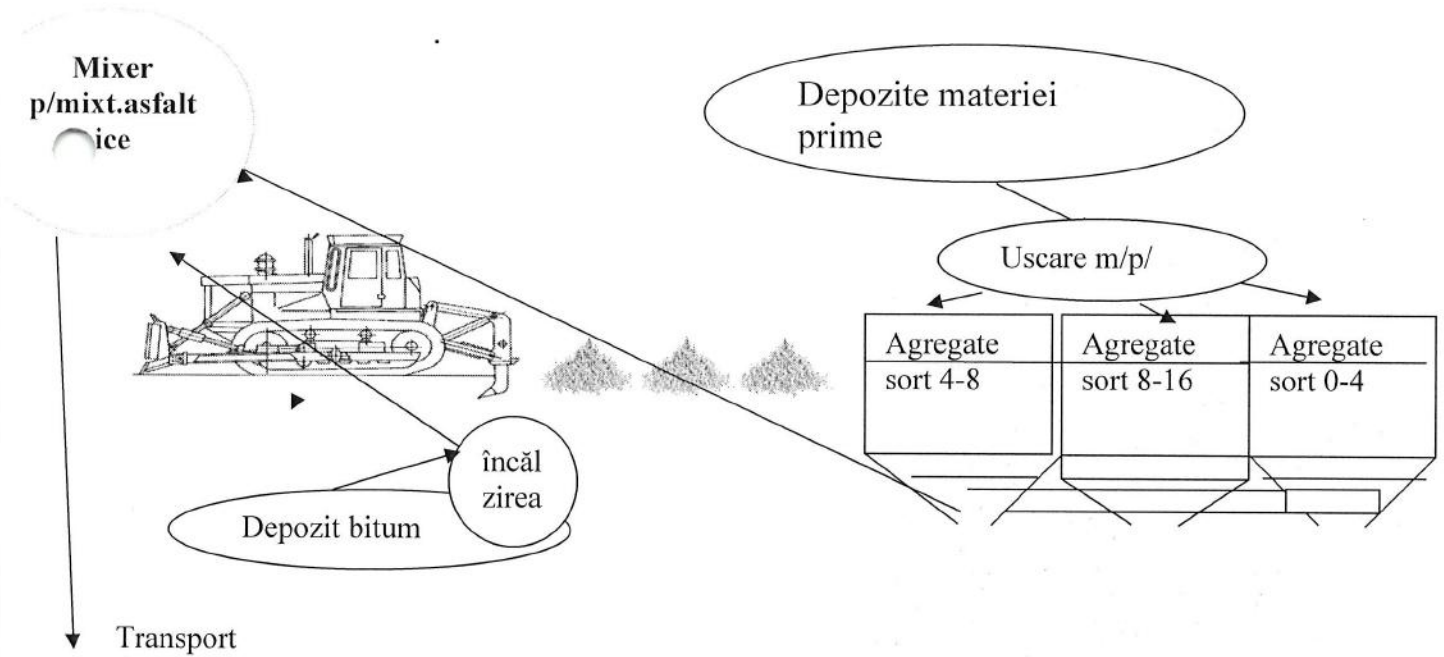 Mixer
p/mixt.asfalt
ice
Depozite materiei
prime
Uscare m/p/
Agregate
sort 4-8
Agregate
sort 8-16
Agregate
sort 0-4
încăl
zirea
Depozit bitum
Transport